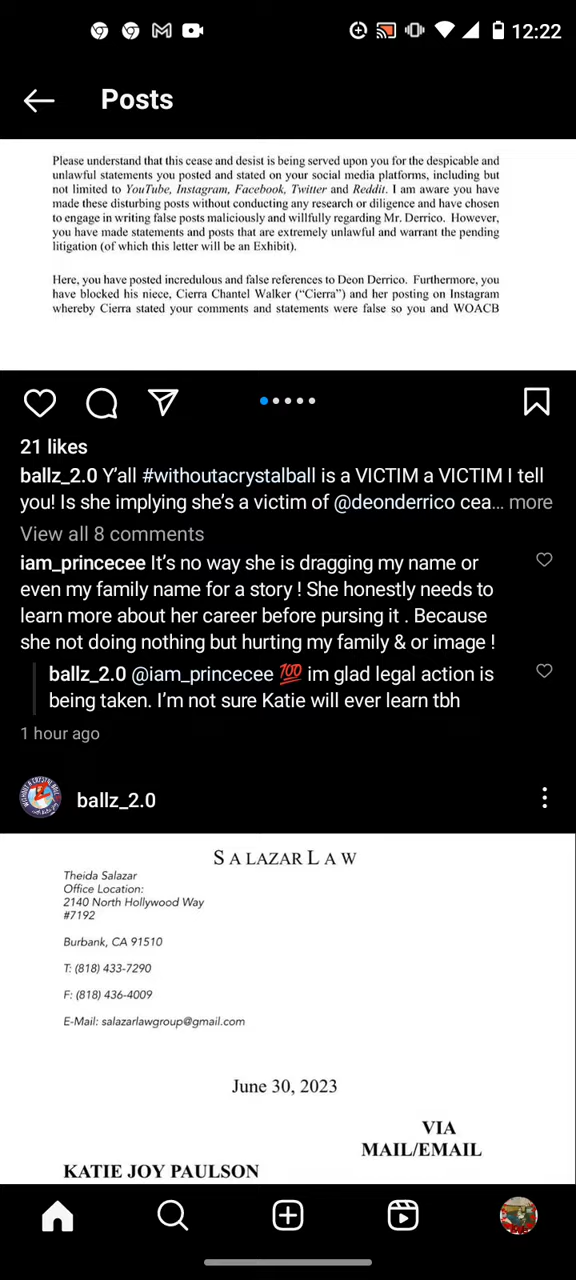 12:22
Posts
Please understand that this cease and desist is being served upon you for the despicable and
unlawful statements you posted and stated on your social media platforms, including but
not limited to YouTube, Instagram, Facebook, Twitter and Reddit. I am aware you have
made these disturbing posts without conducting any research or diligence and have chosen
to engage in writing false posts maliciously and willfully regarding Mr. Derrico. However,
you have made statements and posts that are extremely unlawful and warrant the pending
litigation (of which this letter will be an Exhibit).
Here, you have posted incredulous and false references to Deon Derrico. Furthermore, you
have blocked his niece, Cierra Chantel Walker ("Cierra") and her posting on Instagram
whereby Cierra stated your comments and statements were false so you and WOACB
21 likes
ballz_2.0 Y'all #withoutacrystalball is a VICTIM a VICTIM I tell
you! Is she implying she's a victim of @deonderrico cea... more
View all 8 comments
iam_princecee It's no way she is dragging my name or
even my family name for a story ! She honestly needs to
learn more about her career before pursing it . Because
she not doing nothing but hurting my family & or image !
ballz_2.0 @iam_princecee 💯 im glad legal action is
being taken. I'm not sure Katie will ever learn tbh
1 hour ago
ballz_2.0
SALAZAR LAW
Theida Salazar
Office Location:
2140 North Hollywood Way
#7192
Burbank, CA 91510
T: (818) 433-7290
F: (818) 436-4009
E-Mail: salazarlawgroup@gmail.com
June 30, 2023
VIA
MAIL/EMAIL
KATIE JOY PAULSON